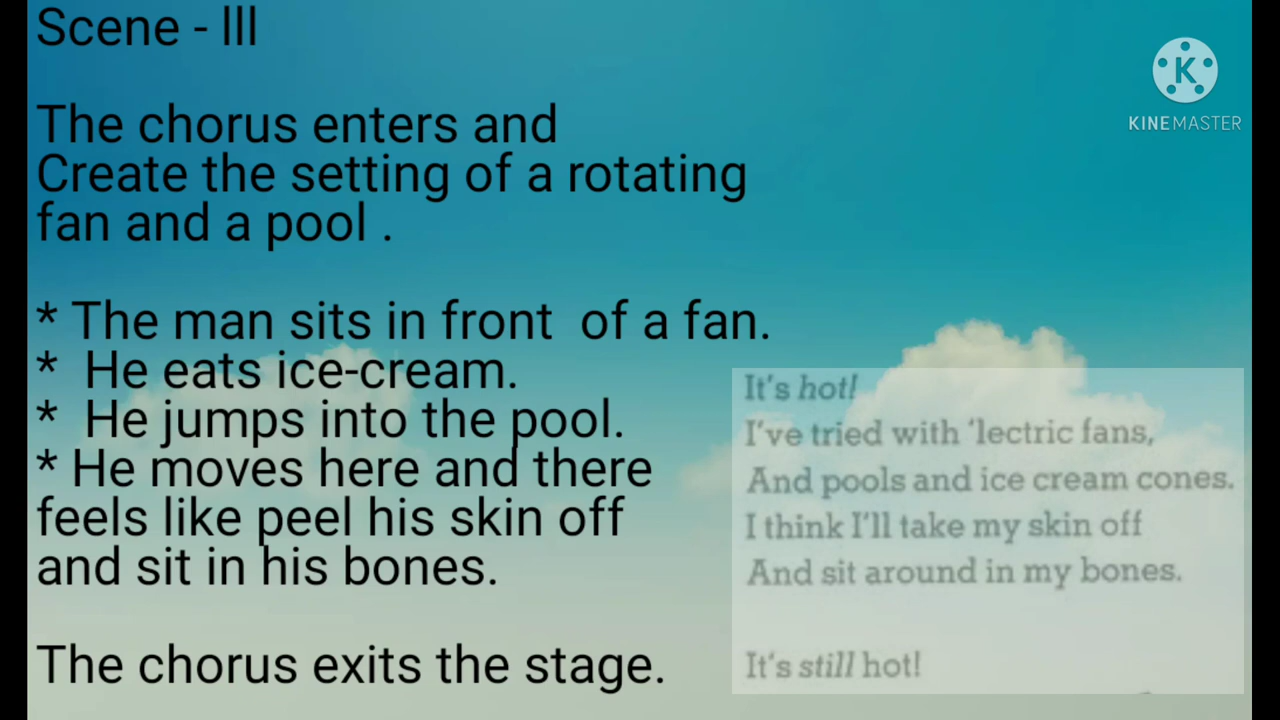 Scene - lll
The chorus enters and
Create the setting of a rotating
fan and a pool .
* The man sits in front  of a fan.
*  He eats ice-cream.
*  He jumps into the pool.
* He moves here and there
feels like peel his skin off
and sit in his bones.
The chorus exits the stage.
KINEMASTER
It's hot!
I've tried with 'lectric fans,
And pools and ice cream cones.
I think I'll take my skin off
And sit around in my bones.
It's still hot!